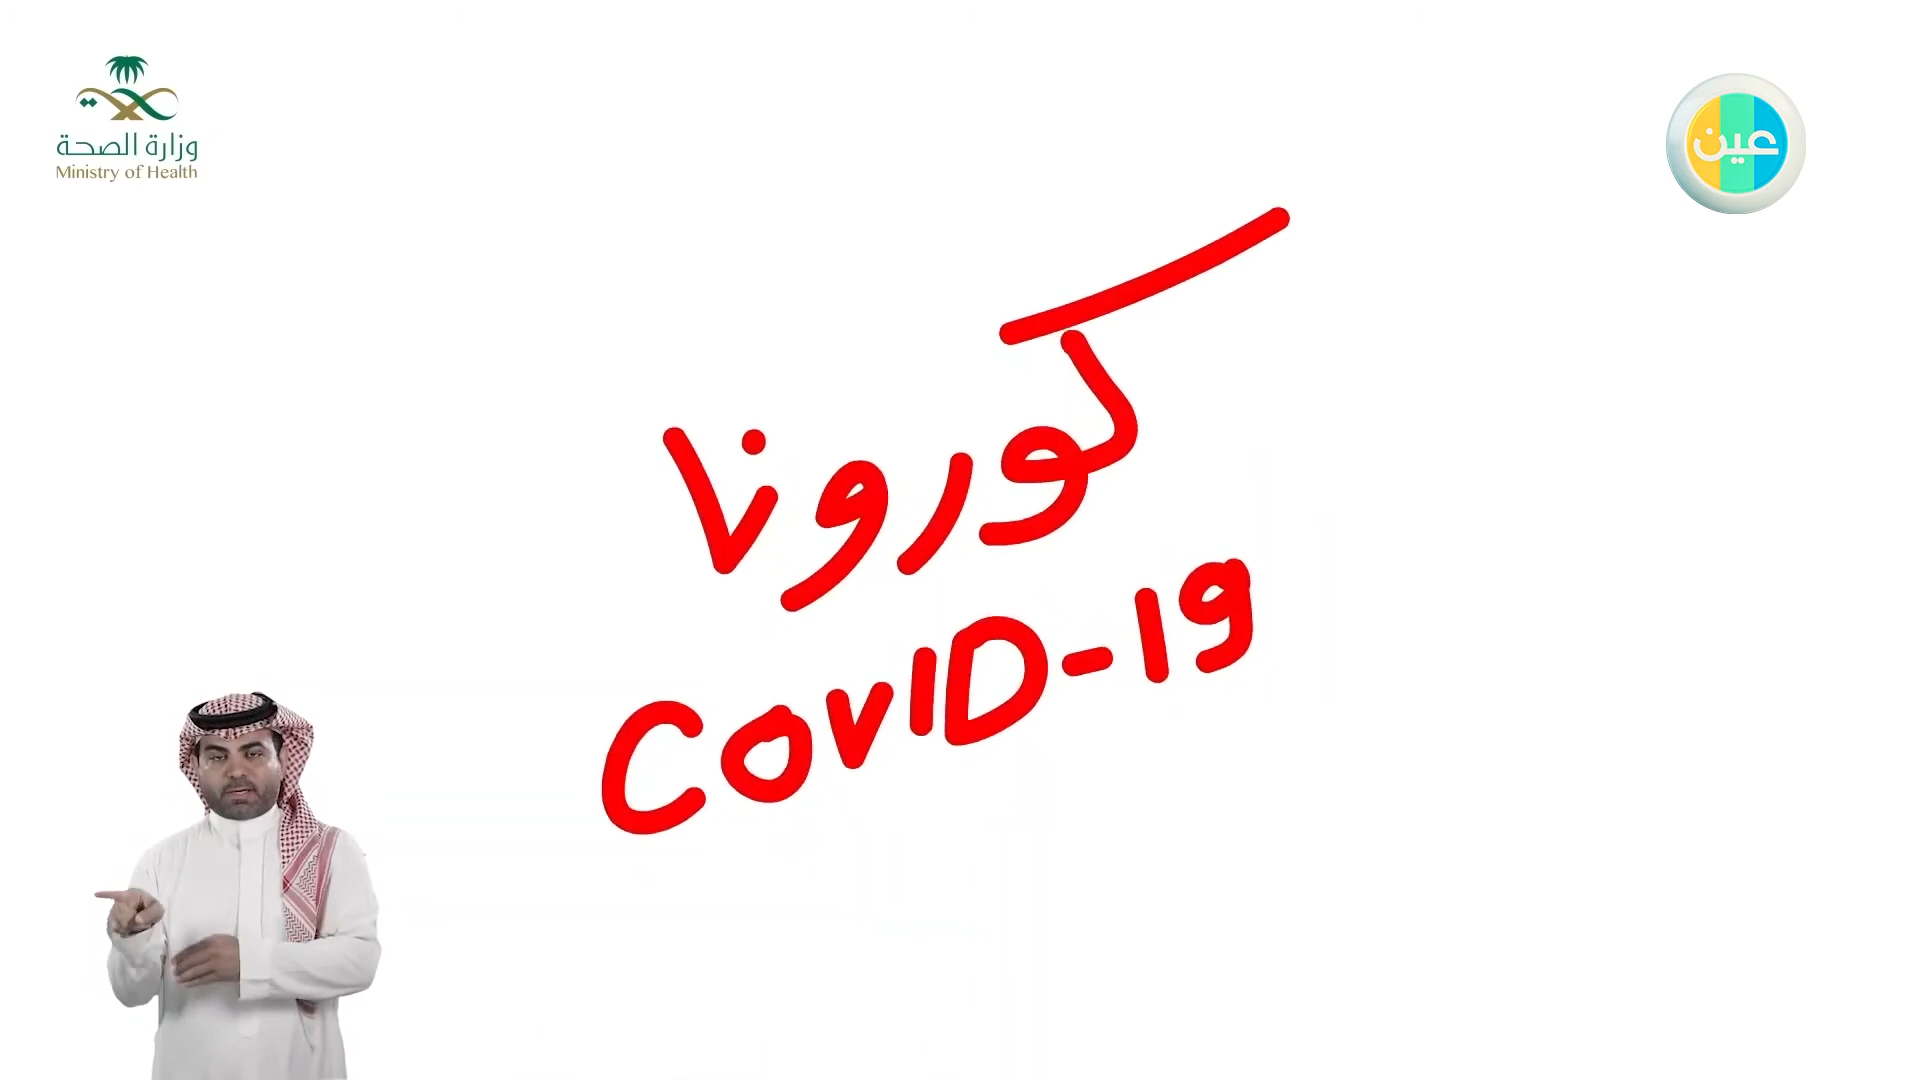 وزارة الصحة
Ministry of Health
عين
كورونا
COVID-19